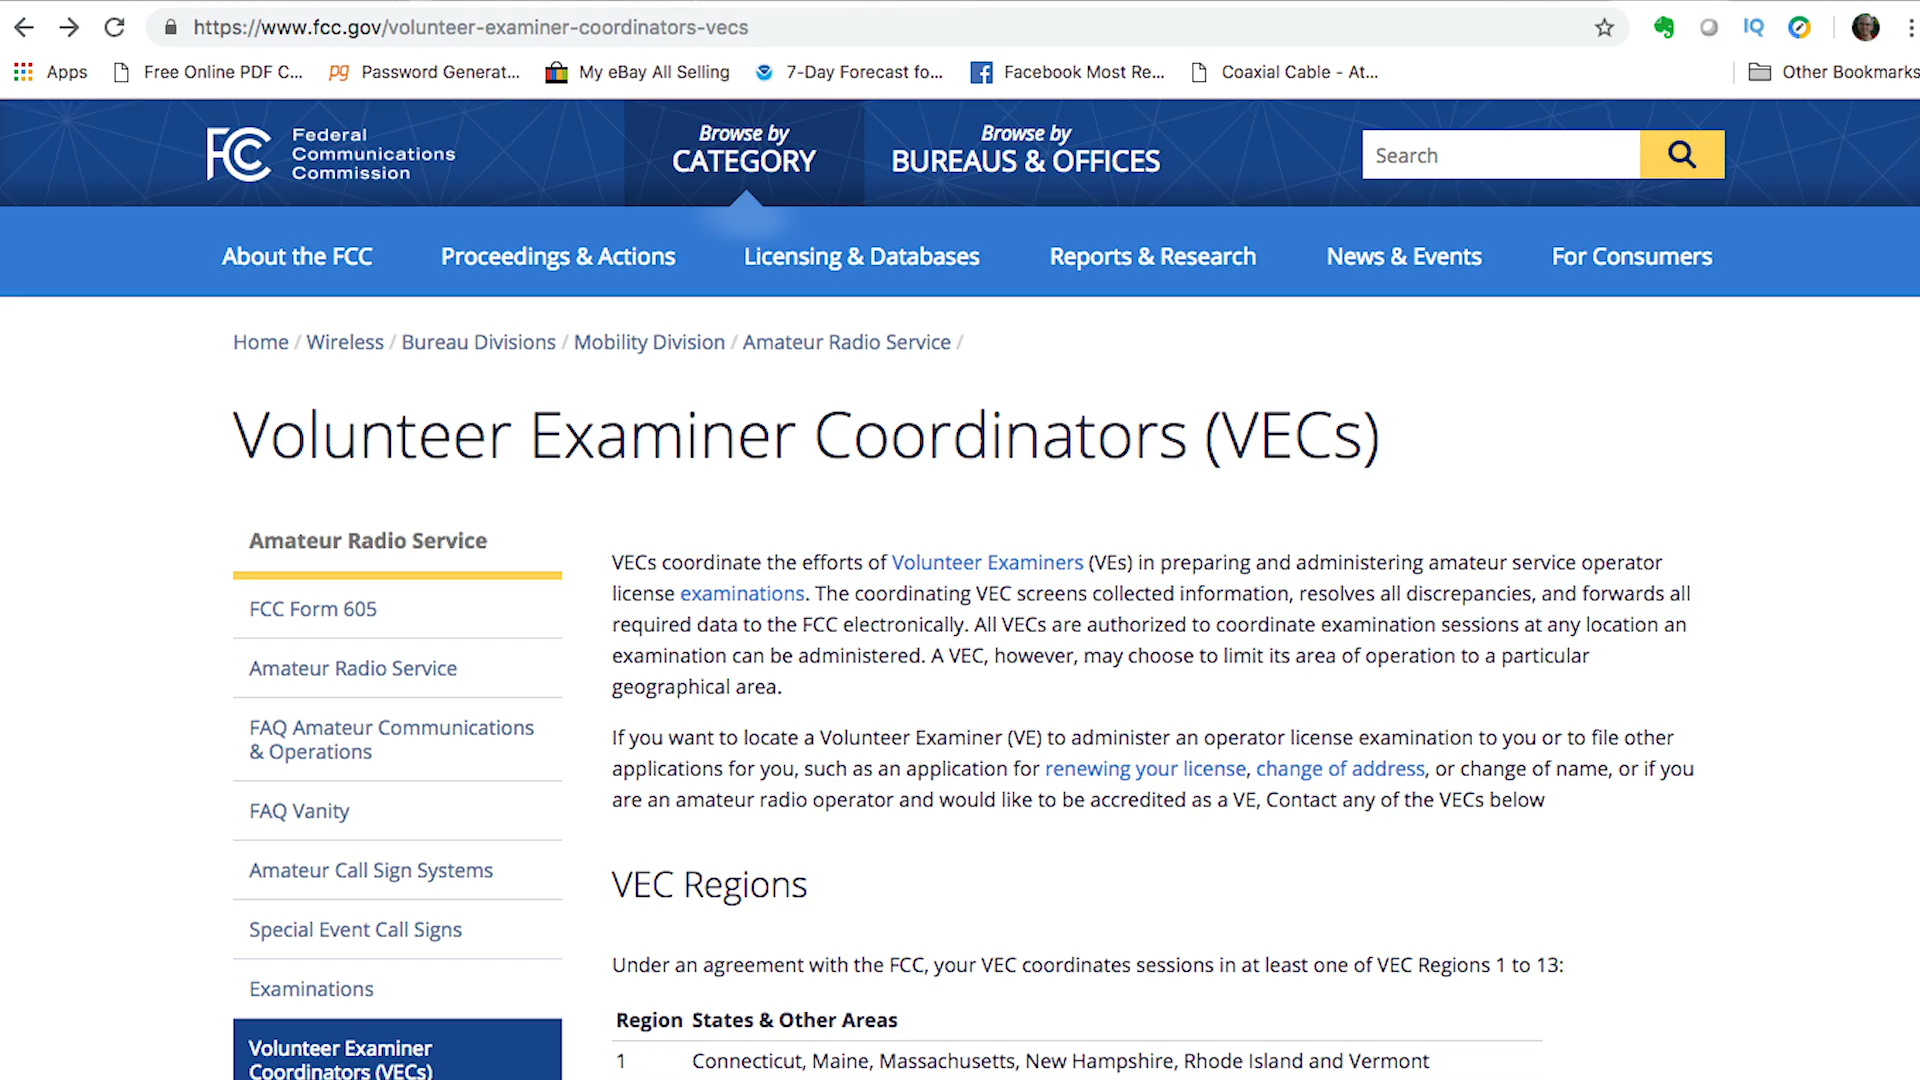 https://www.fcc.gov/volunteer-examiner-coordinators-vecs
IQ
Apps
Free Online PDF C...
pg Password Generat...
My eBay All Selling
7-Day Forecast fo...
Facebook Most Re...
Coaxial Cable - At...
Other Bookmarks
FCC
Federal
Communications
Commission
Browse by
CATEGORY
Browse by
BUREAUS & OFFICES
Search
About the FCC
Proceedings & Actions
Licensing & Databases
Reports & Research
News & Events
For Consumers
Home / Wireless / Bureau Divisions / Mobility Division / Amateur Radio Service /
Volunteer Examiner Coordinators (VECs)
Amateur Radio Service
FCC Form 605
Amateur Radio Service
FAQ Amateur Communications
& Operations
FAQ Vanity
Amateur Call Sign Systems
Special Event Call Signs
Examinations
Volunteer Examiner
Coordinators (VECs)
VECs coordinate the efforts of Volunteer Examiners (VEs) in preparing and administering amateur service operator
license examinations. The coordinating VEC screens collected information, resolves all discrepancies, and forwards all
required data to the FCC electronically. All VECs are authorized to coordinate examination sessions at any location an
examination can be administered. A VEC, however, may choose to limit its area of operation to a particular
geographical area.
If you want to locate a Volunteer Examiner (VE) to administer an operator license examination to you or to file other
applications for you, such as an application for renewing your license, change of address, or change of name, or if you
are an amateur radio operator and would like to be accredited as a VE, Contact any of the VECs below
VEC Regions
Under an agreement with the FCC, your VEC coordinates sessions in at least one of VEC Regions 1 to 13:
Region States & Other Areas
1 Connecticut, Maine, Massachusetts, New Hampshire, Rhode Island and Vermont